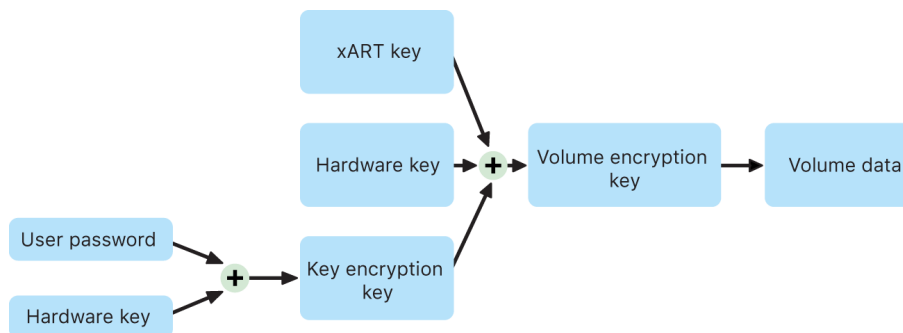 xART key
Hardware key
+
Volume encryption
key
Volume data
User password
+
Key encryption
key
Hardware key